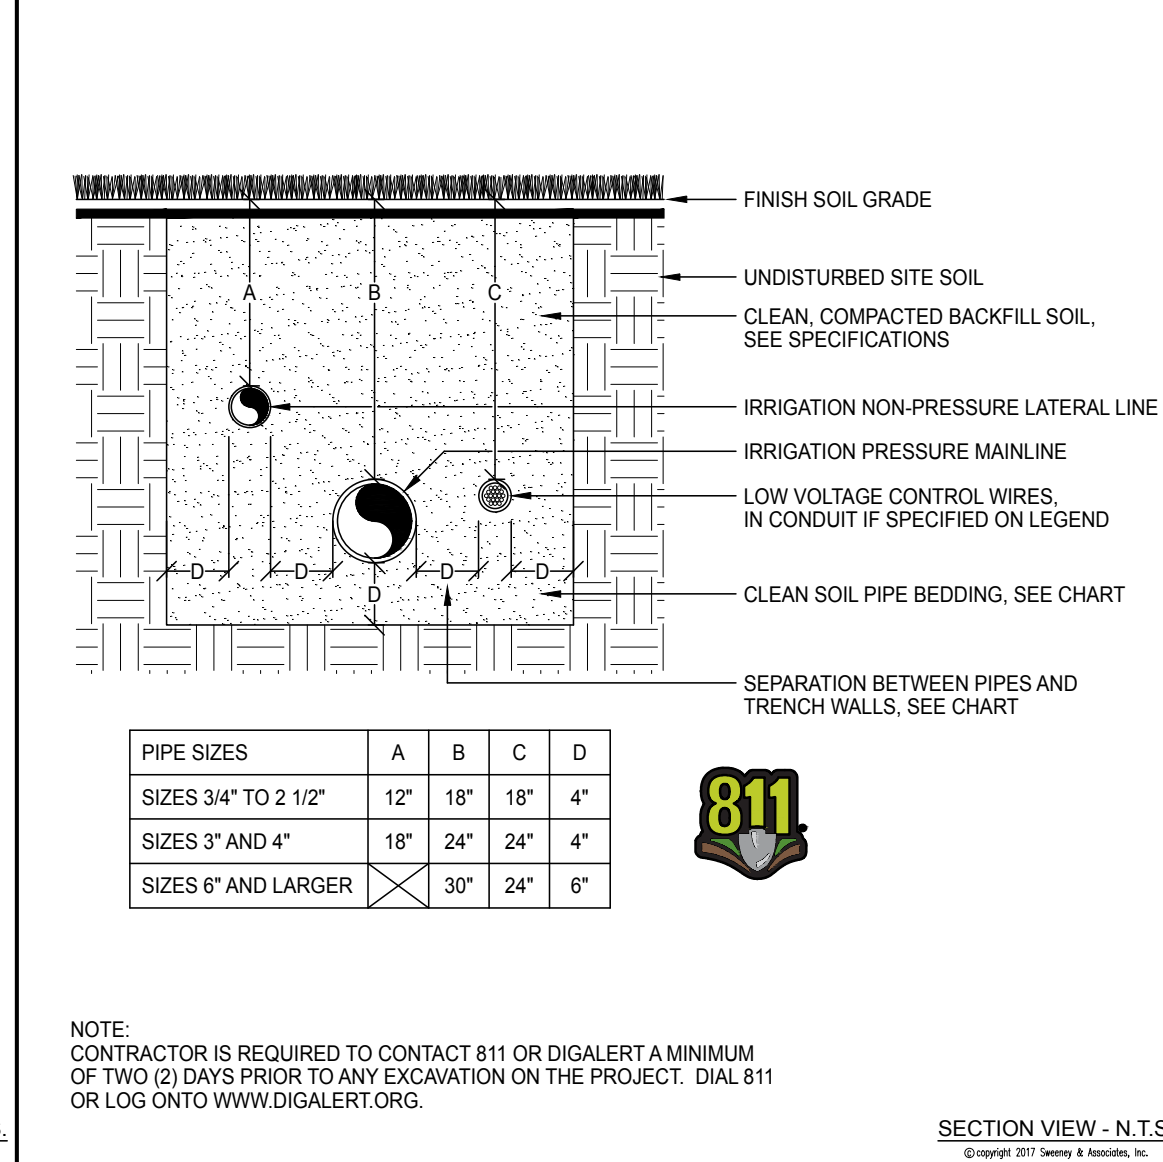 FINISH SOIL GRADE
UNDISTURBED SITE SOIL
CLEAN, COMPACTED BACKFILL SOIL,
SEE SPECIFICATIONS
A B C
IRRIGATION NON-PRESSURE LATERAL LINE
IRRIGATION PRESSURE MAINLINE
LOW VOLTAGE CONTROL WIRES,
IN CONDUIT IF SPECIFIED ON LEGEND
D D D D
D
CLEAN SOIL PIPE BEDDING, SEE CHART
SEPARATION BETWEEN PIPES AND
TRENCH WALLS, SEE CHART
PIPE SIZES A B C D
SIZES 3/4" TO 2 1/2" 12" 18" 18" 4"
SIZES 3" AND 4" 18" 24" 24" 4"
SIZES 6" AND LARGER 30" 24" 6"
811
NOTE:
CONTRACTOR IS REQUIRED TO CONTACT 811 OR DIGALERT A MINIMUM
OF TWO (2) DAYS PRIOR TO ANY EXCAVATION ON THE PROJECT. DIAL 811
OR LOG ONTO WWW.DIGALERT.ORG.
SECTION VIEW - N.T.S
© copyright 2017 Sweeney & Associates, Inc.